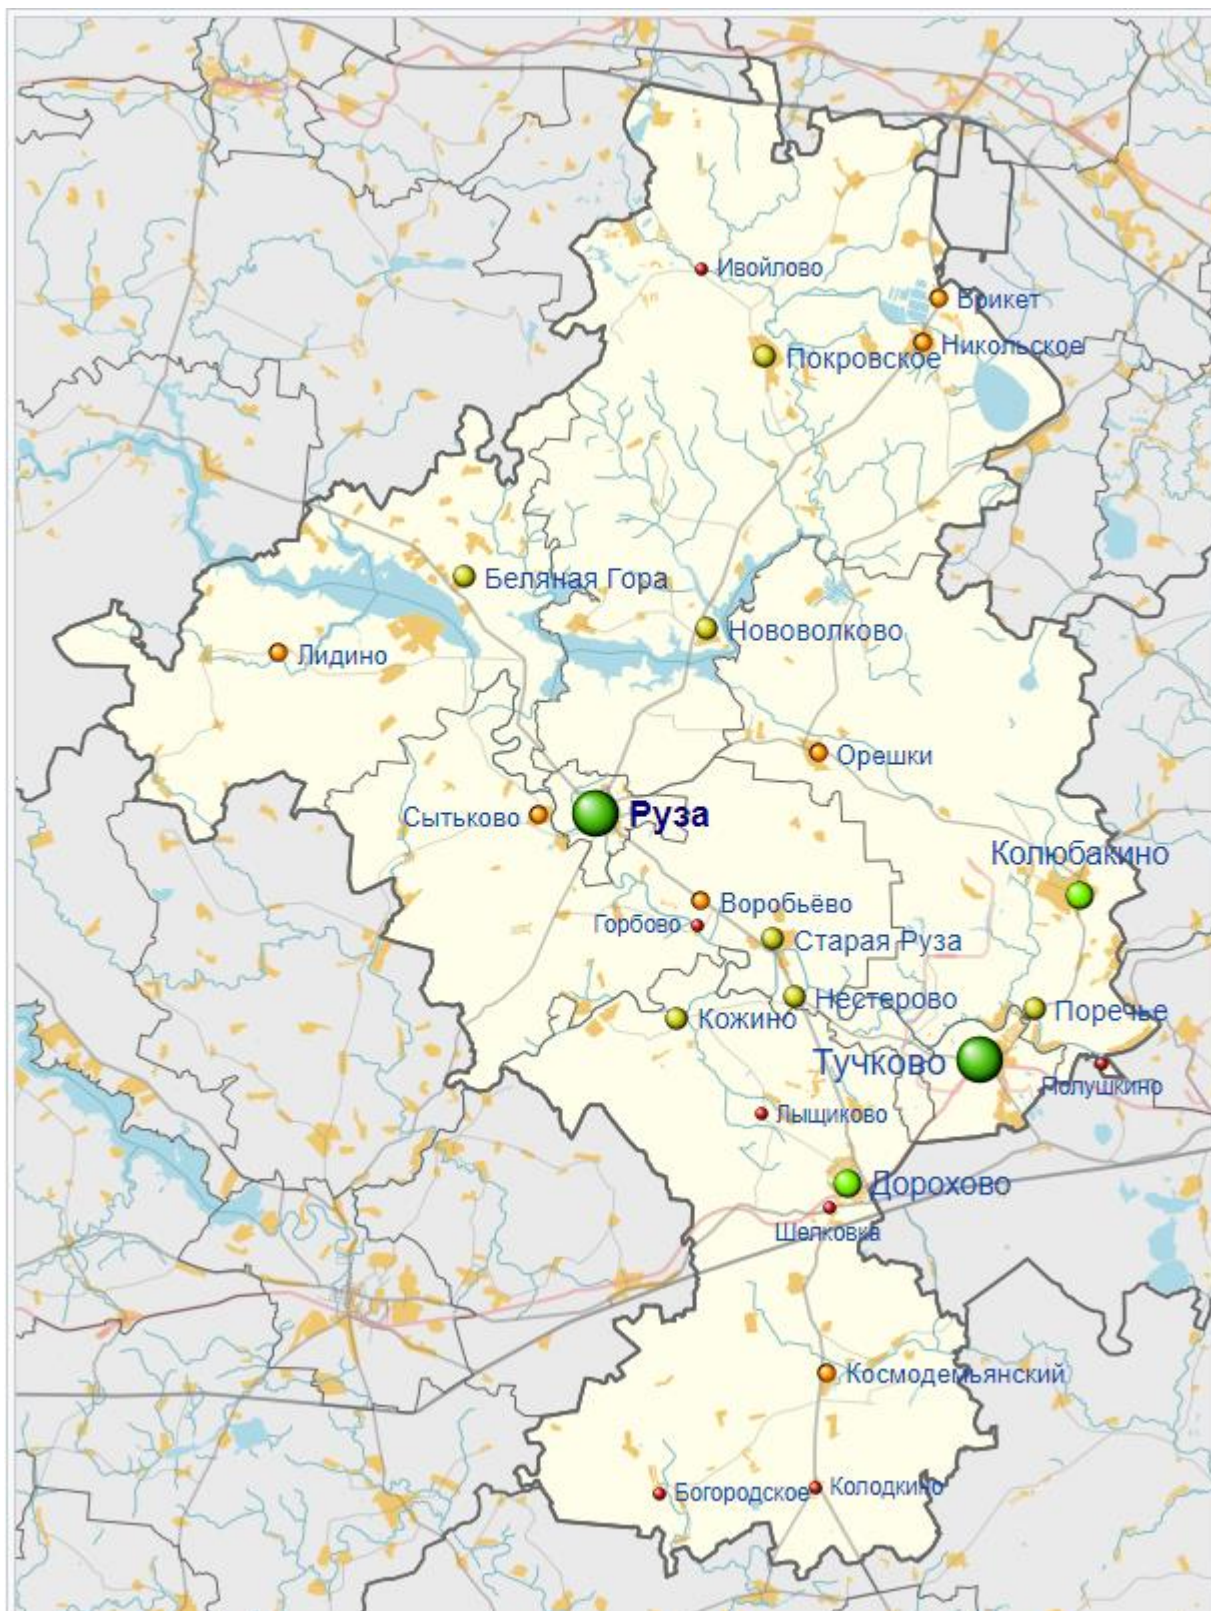 Ивойлово
Брикет
Никольское
Покровское
Беляная Гора
Нововолково
Лидино
Орешки
Сытьково
Руза
Колюбакино
Воробьёво
Горбово
Старая Руза
Нестерово
Поречье
Кожино
Тучково
Полушкино
Лыщиково
Дорохово
Шелковка
Космодемьянский
Колодкино
Богородское